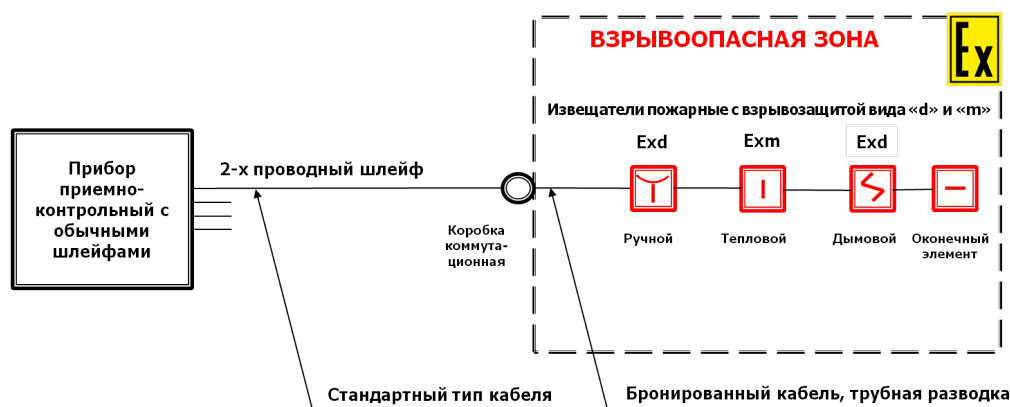 ВЗРЫВООПАСНАЯ ЗОНА
Ex
Извещатели пожарные с взрывозащитой вида «d» и «m»
Exd
Exm
Exd
Прибор
приемно-
контрольный с
обычными
шлейфами
2-х проводный шлейф
Коробка
коммута-
ционная
Ручной
Тепловой
Дымовой
Оконечный
элемент
Стандартный тип кабеля
Бронированный кабель, трубная разводка